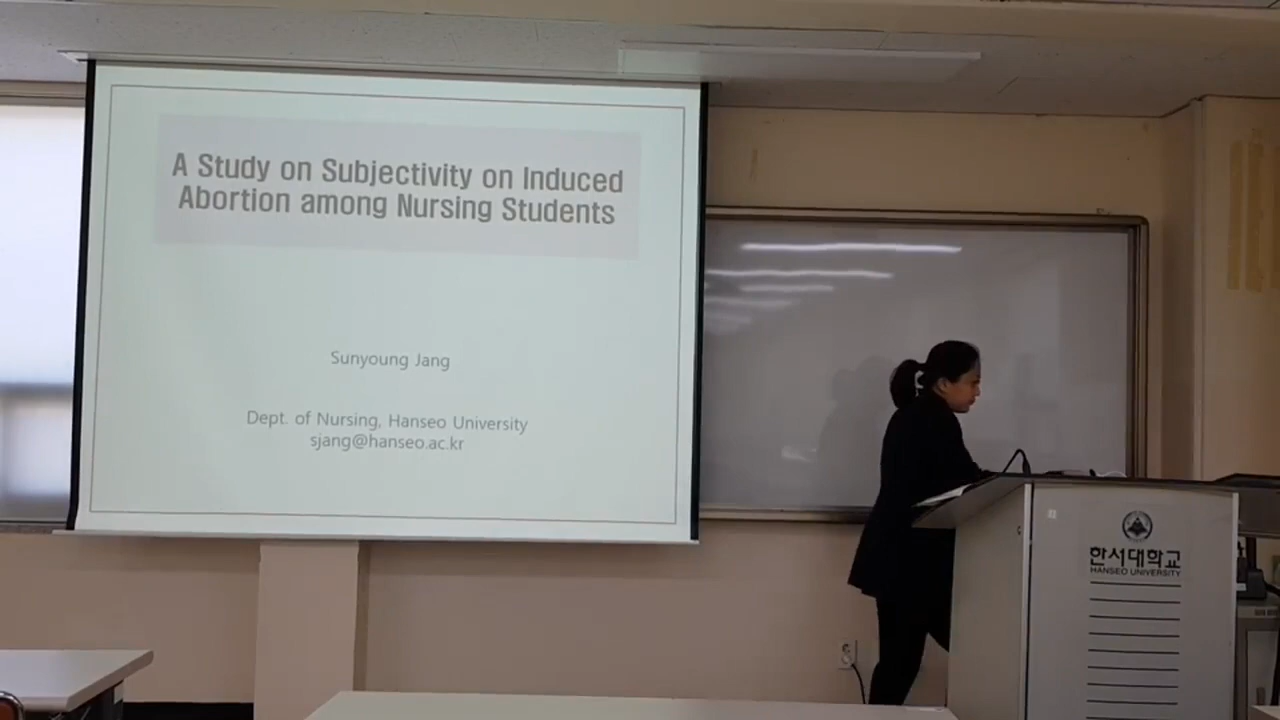 A Study on Subjectivity on Induced
Abortion among Nursing Students
Sunyoung Jang
Dept. of Nursing, Hanseo University
sjang@hanseo.ac.kr
한서대학교
HANSEO UNIVERSITY